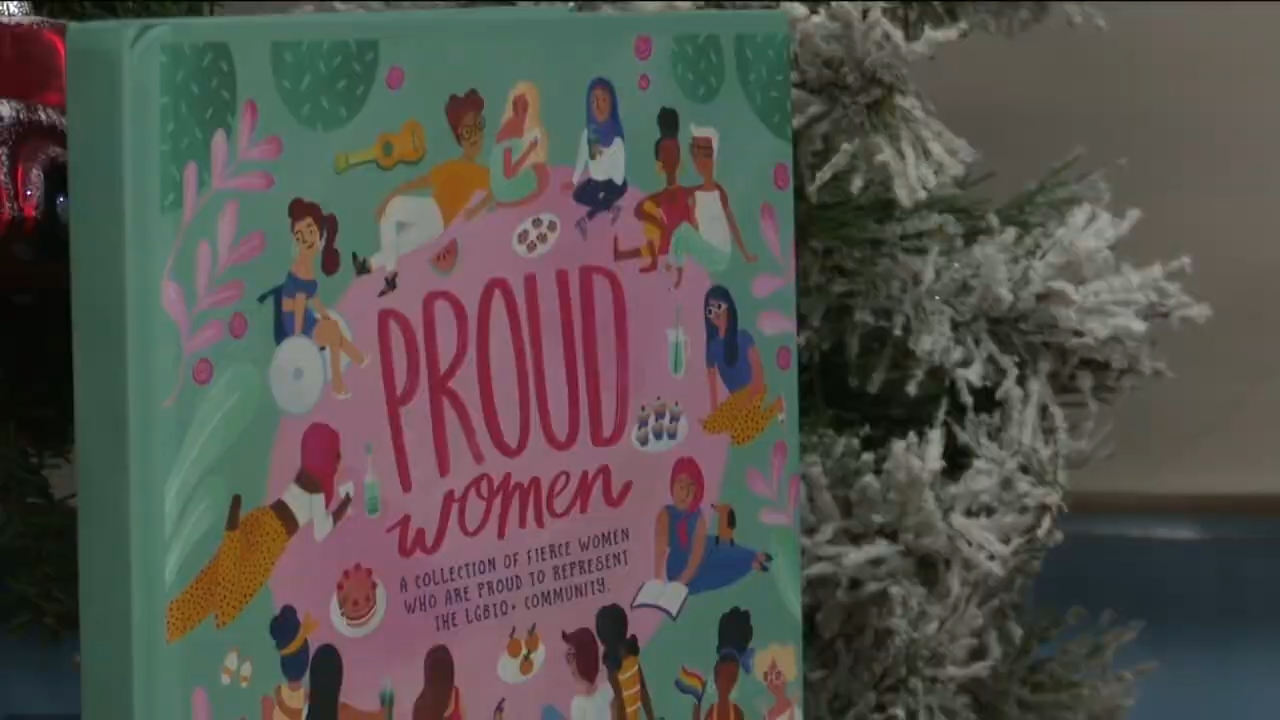 PROUD
women
A COLLECTION OF FIERCE WOMEN
WHO ARE PROUD TO REPRESENT
THE LGBTQ+ COMMUNITY.